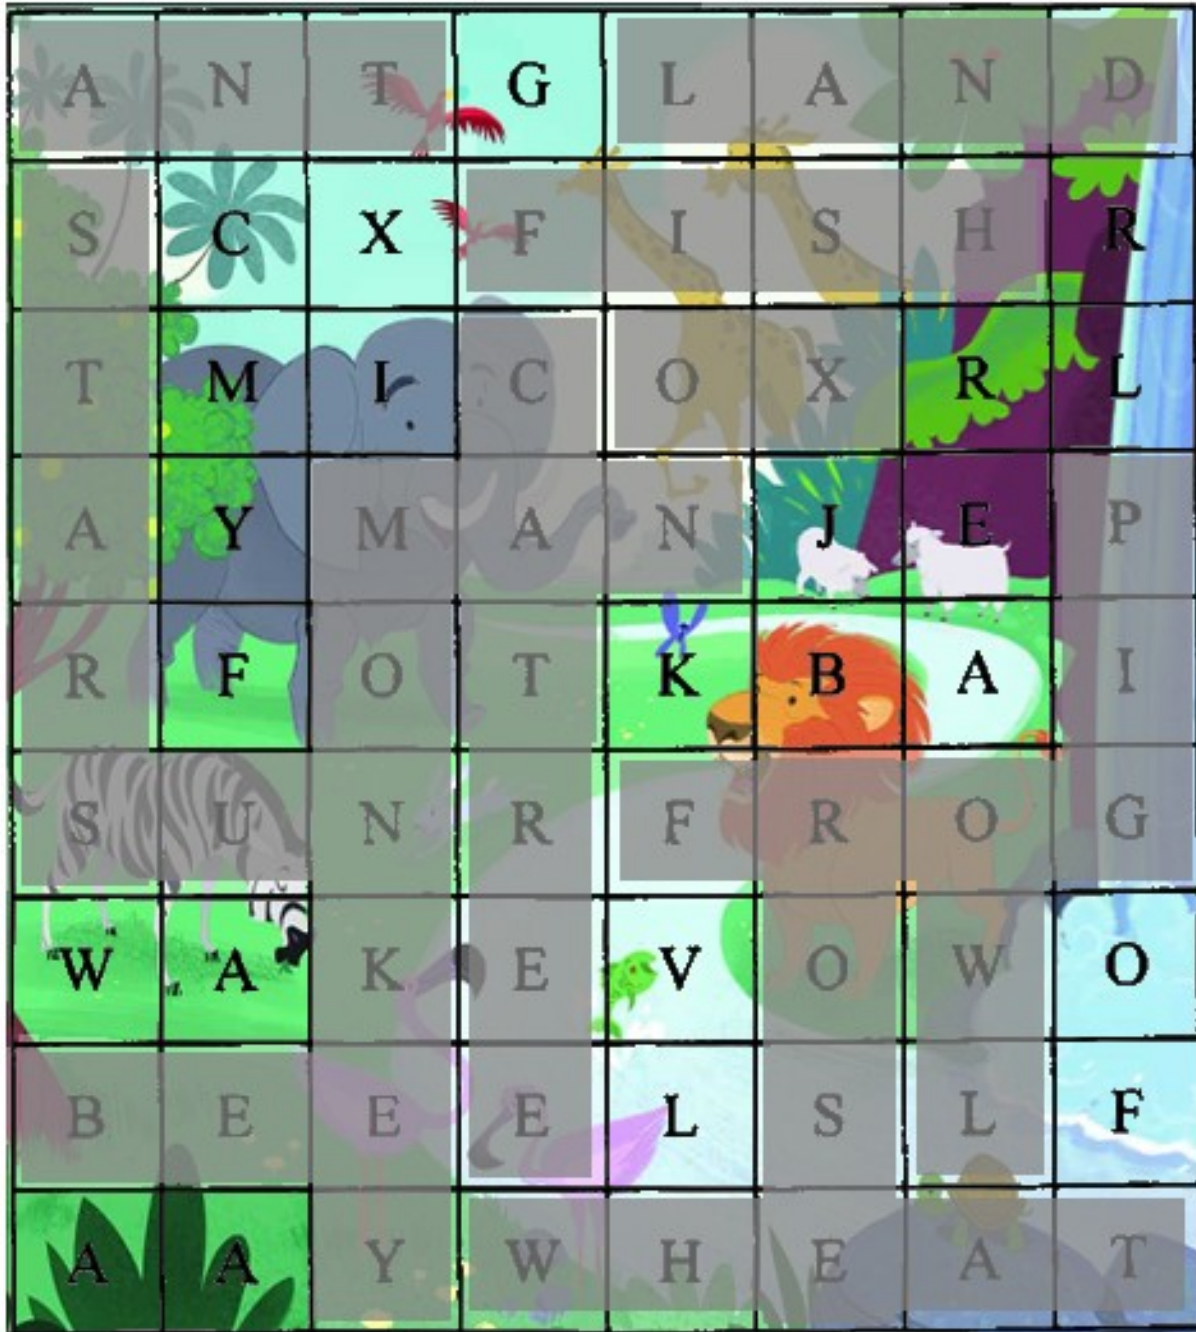 A N T G L A N D
S C X F I S H R
T M I C O X R L
A Y M A N J E P
R F O T K B A I
S U N R F R O G
W A K E V O W O
B E E E L S L F
A A Y W H E A T